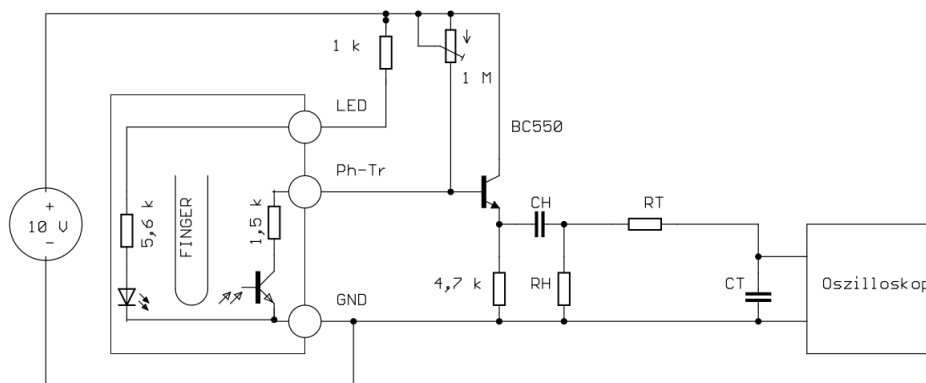 1 k
1 M
LED
BC550
Ph-Tr
+
10 V
-
5,6 k
FINGER
1,5 k
CH
RT
4,7 k
RH
CT
Oszilloskop
GND